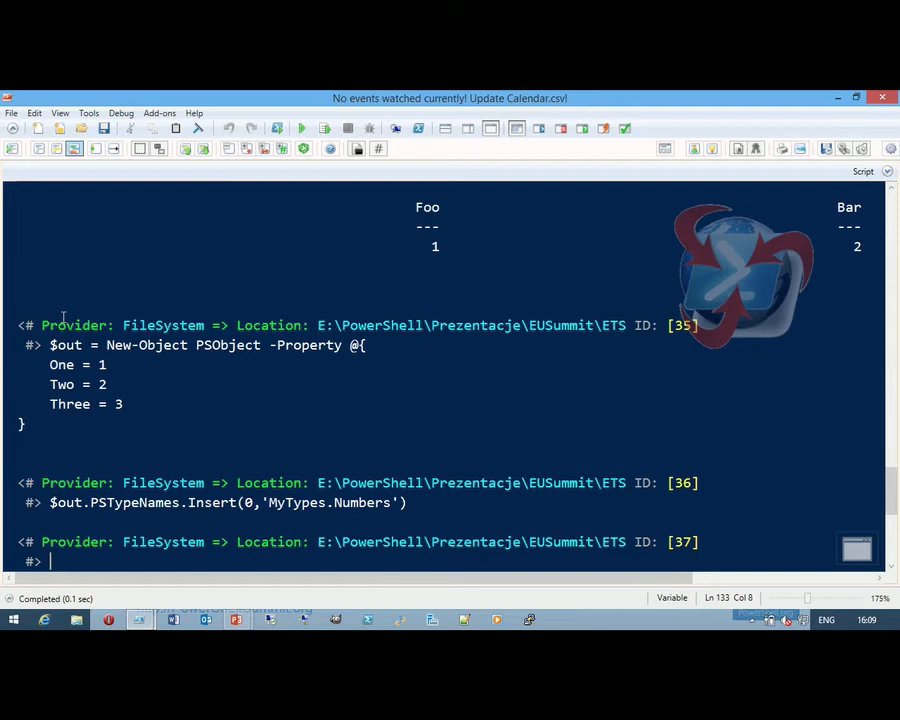 No events watched currently! Update Calendar.csv!
File Edit View Tools Debug Add-ons Help
Script
Foo Bar
--- ---
1 2
<# Provider: FileSystem => Location: E:\PowerShell\Prezentacje\EUSummit\ETS ID: [35]
#> $out = New-Object PSObject -Property @{
One = 1
Two = 2
Three = 3
}
<# Provider: FileSystem => Location: E:\PowerShell\Prezentacje\EUSummit\ETS ID: [36]
#> $out.PSTypeNames.Insert(0,'MyTypes.Numbers')
<# Provider: FileSystem => Location: E:\PowerShell\Prezentacje\EUSummit\ETS ID: [37]
#>
Completed (0.1 sec) Variable Ln 133 Col 8 175%
ENG 16:09